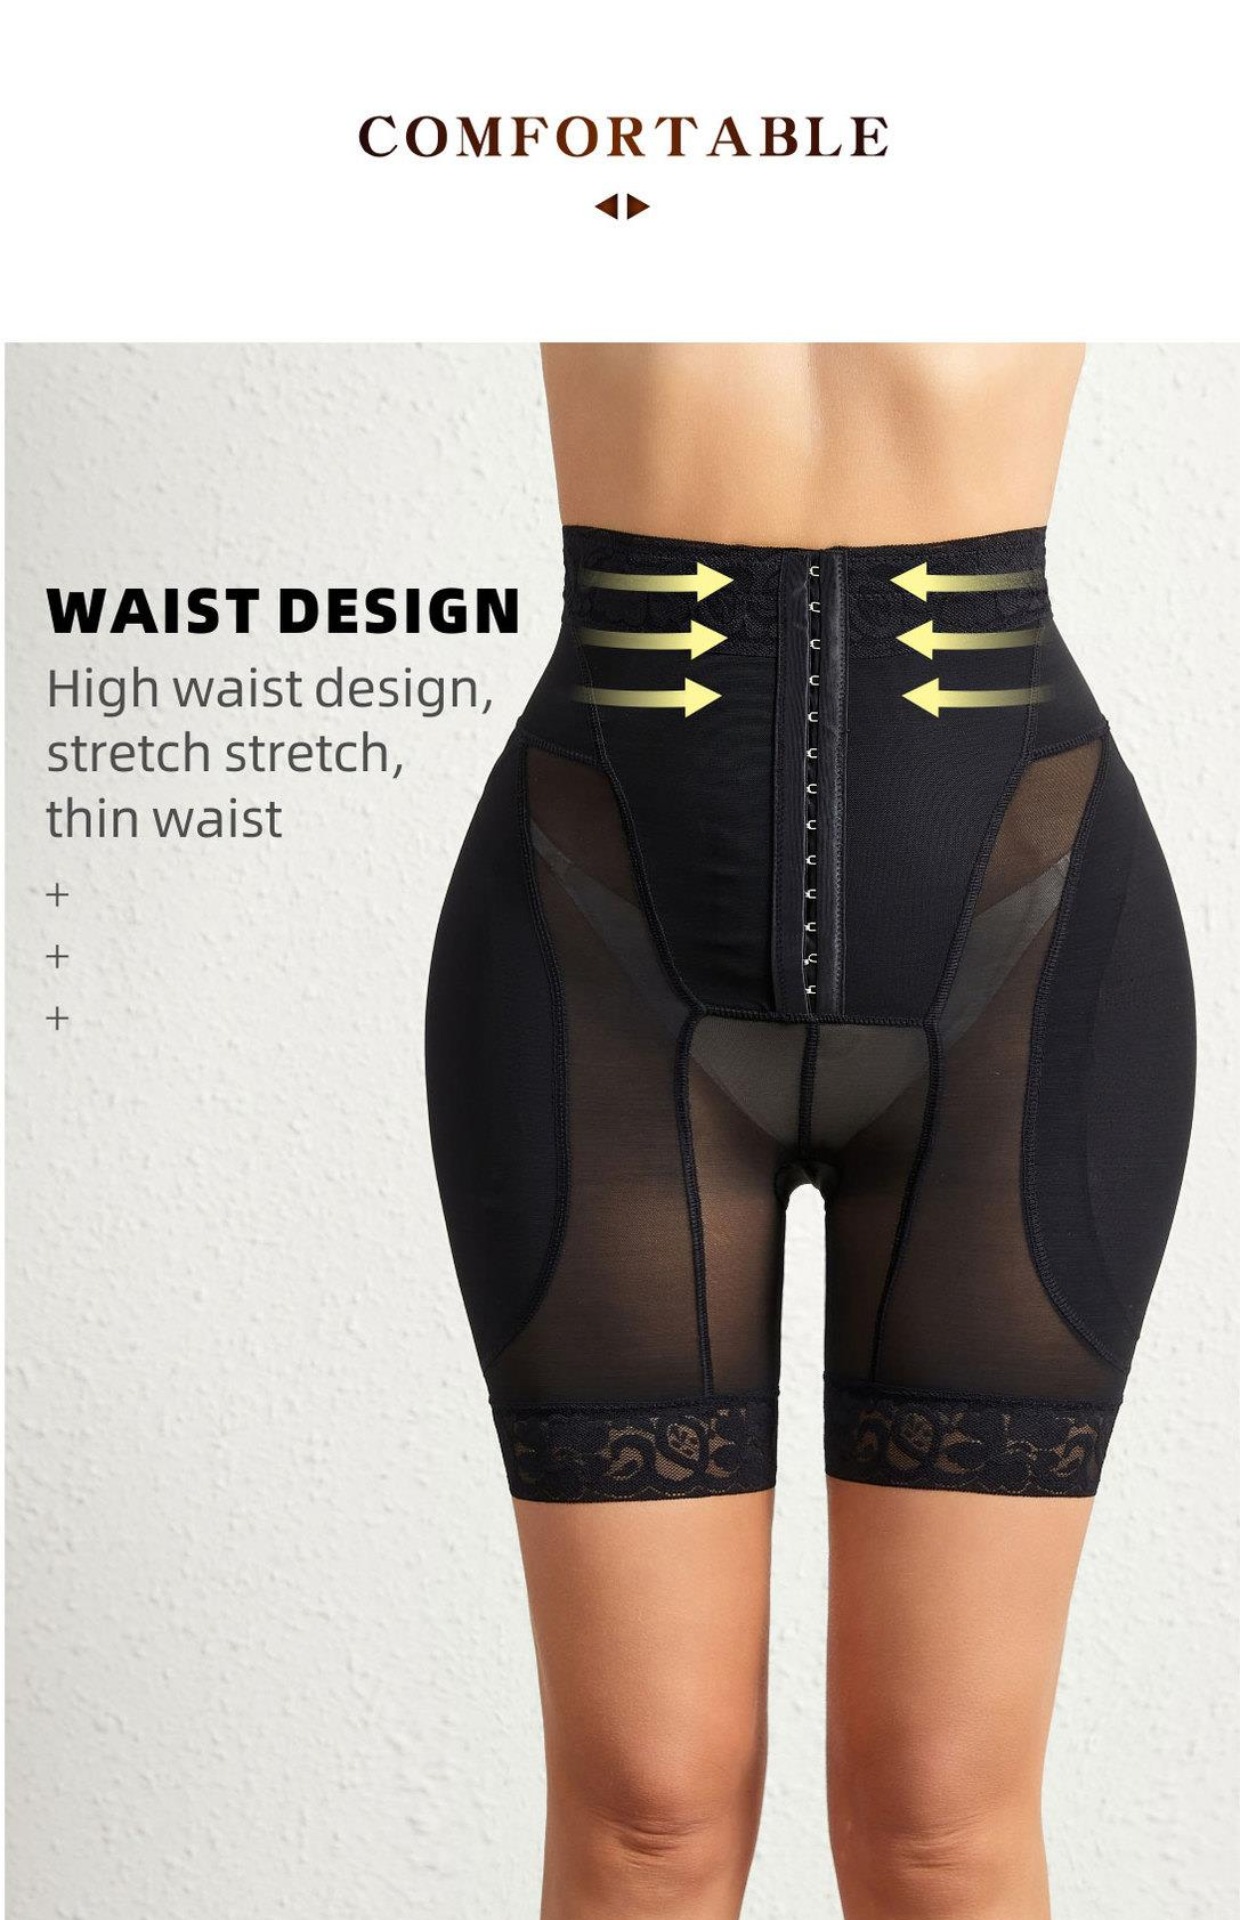 COMFORTABLE
WAIST DESIGN
High waist design,
stretch stretch,
thin waist